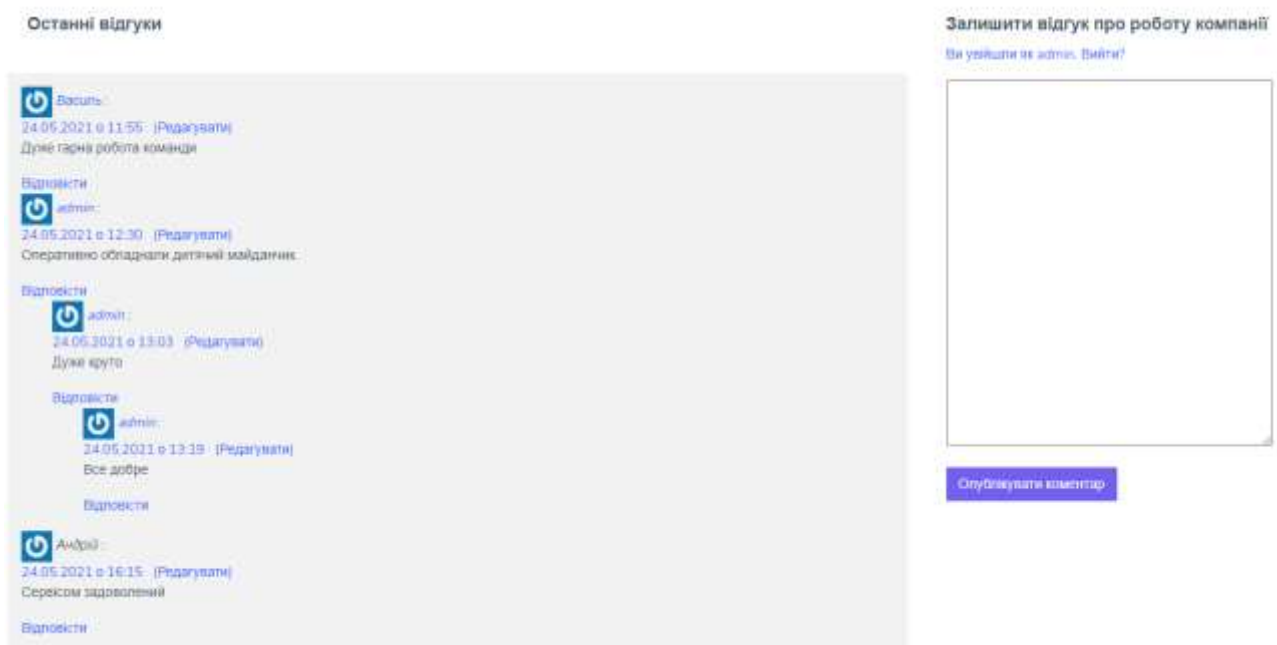 Останні відгуки
Василь:
24.05.2021 о 11:55 (Редагувати)
Дуже гарна робота команди
Відповісти
admin:
24.05.2021 о 12:30 (Редагувати)
Оперативно обладнали дитячий майданчик
Відповісти
admin:
24.05.2021 о 13:03 (Редагувати)
Дуже круто
Відповісти
admin:
24.05.2021 о 13:19 (Редагувати)
Все добре
Відповісти
Андрій:
24.05.2021 о 16:15 (Редагувати)
Сервісом задоволений
Відповісти
Залишити відгук про роботу компанії
Ви увійшли як admin. Вийти?
Опублікувати коментар